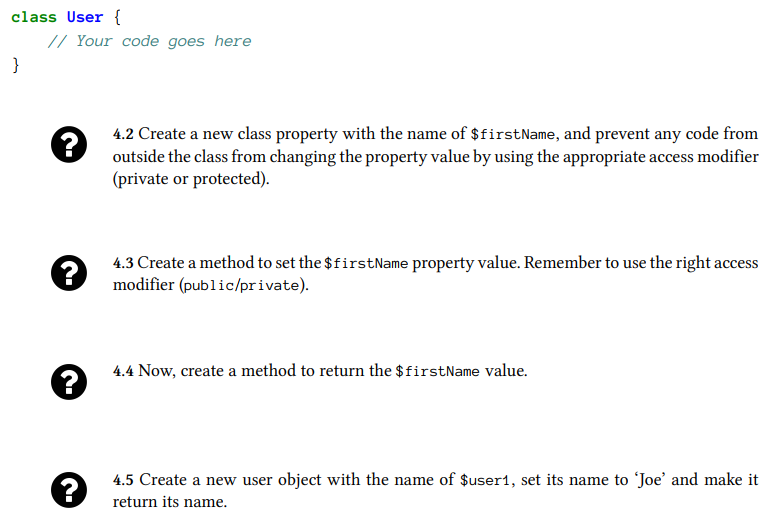 class User {
// Your code goes here
}
4.2 Create a new class property with the name of $firstName, and prevent any code from
outside the class from changing the property value by using the appropriate access modifier
(private or protected).
4.3 Create a method to set the $firstName property value. Remember to use the right access
modifier (public/private).
4.4 Now, create a method to return the $firstName value.
4.5 Create a new user object with the name of $user1, set its name to ‘Joe’ and make it
return its name.